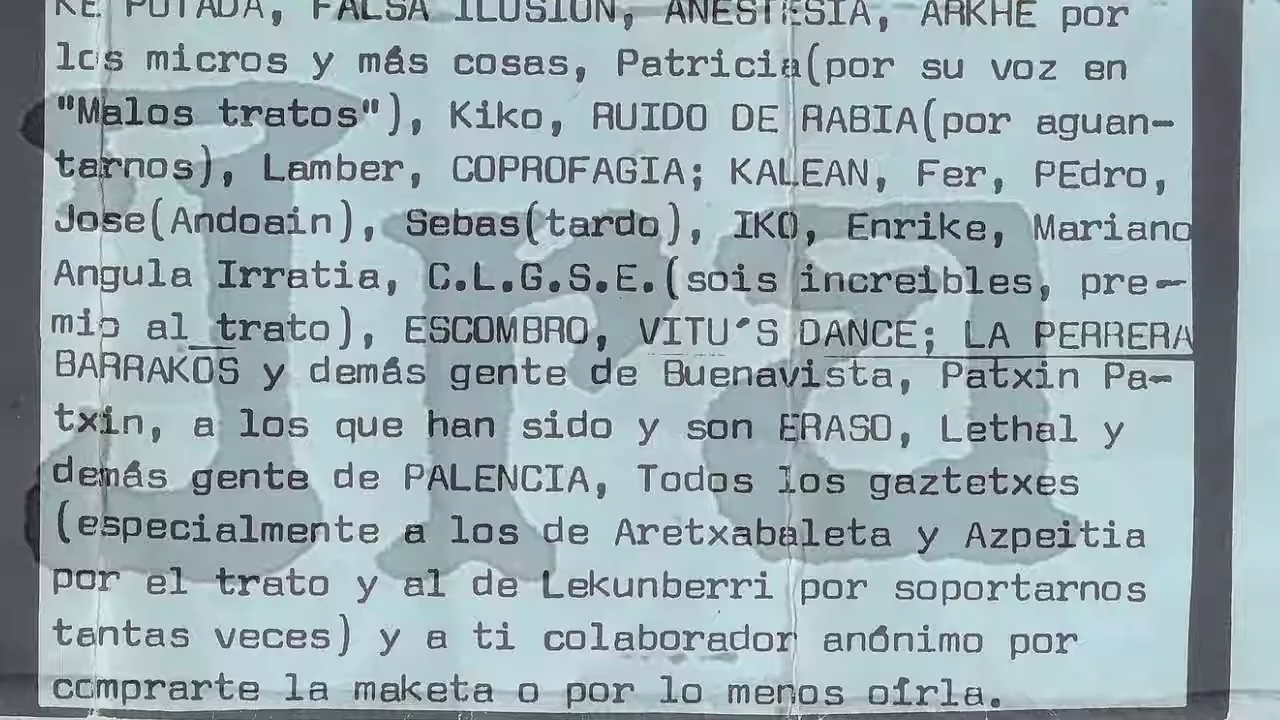 KE PUTADA, FALSA ILUSION, ANESTESIA, ARKHE por
los micros y más cosas, Patricia(por su voz en
"Malos tratos"), Kiko, RUIDO DE RABIA(por aguan-
tarnos), Lamber, COPROFAGIA; KALEAN, Fer, PEdro,
Jose(Andoain), Sebas(tardo), IKO, Enrike, Mariano
Angula Irratia, C.L.G.S.E.(sois increibles, pre-
mio al trato), ESCOMBRO, VITU'S DANCE; LA PERRERA
BARRAKOS y demás gente de Buenavista, Patxin Pa-
txin, a los que han sido y son ERASO, Lethal y
demás gente de PALENCIA, Todos los gaztetxes
(especialmente a los de Aretxabaleta y Azpeitia
por el trato y al de Lekunberri por soportarnos
tantas veces) y a ti colaborador anónimo por
comprarte la maketa o por lo menos oírla.